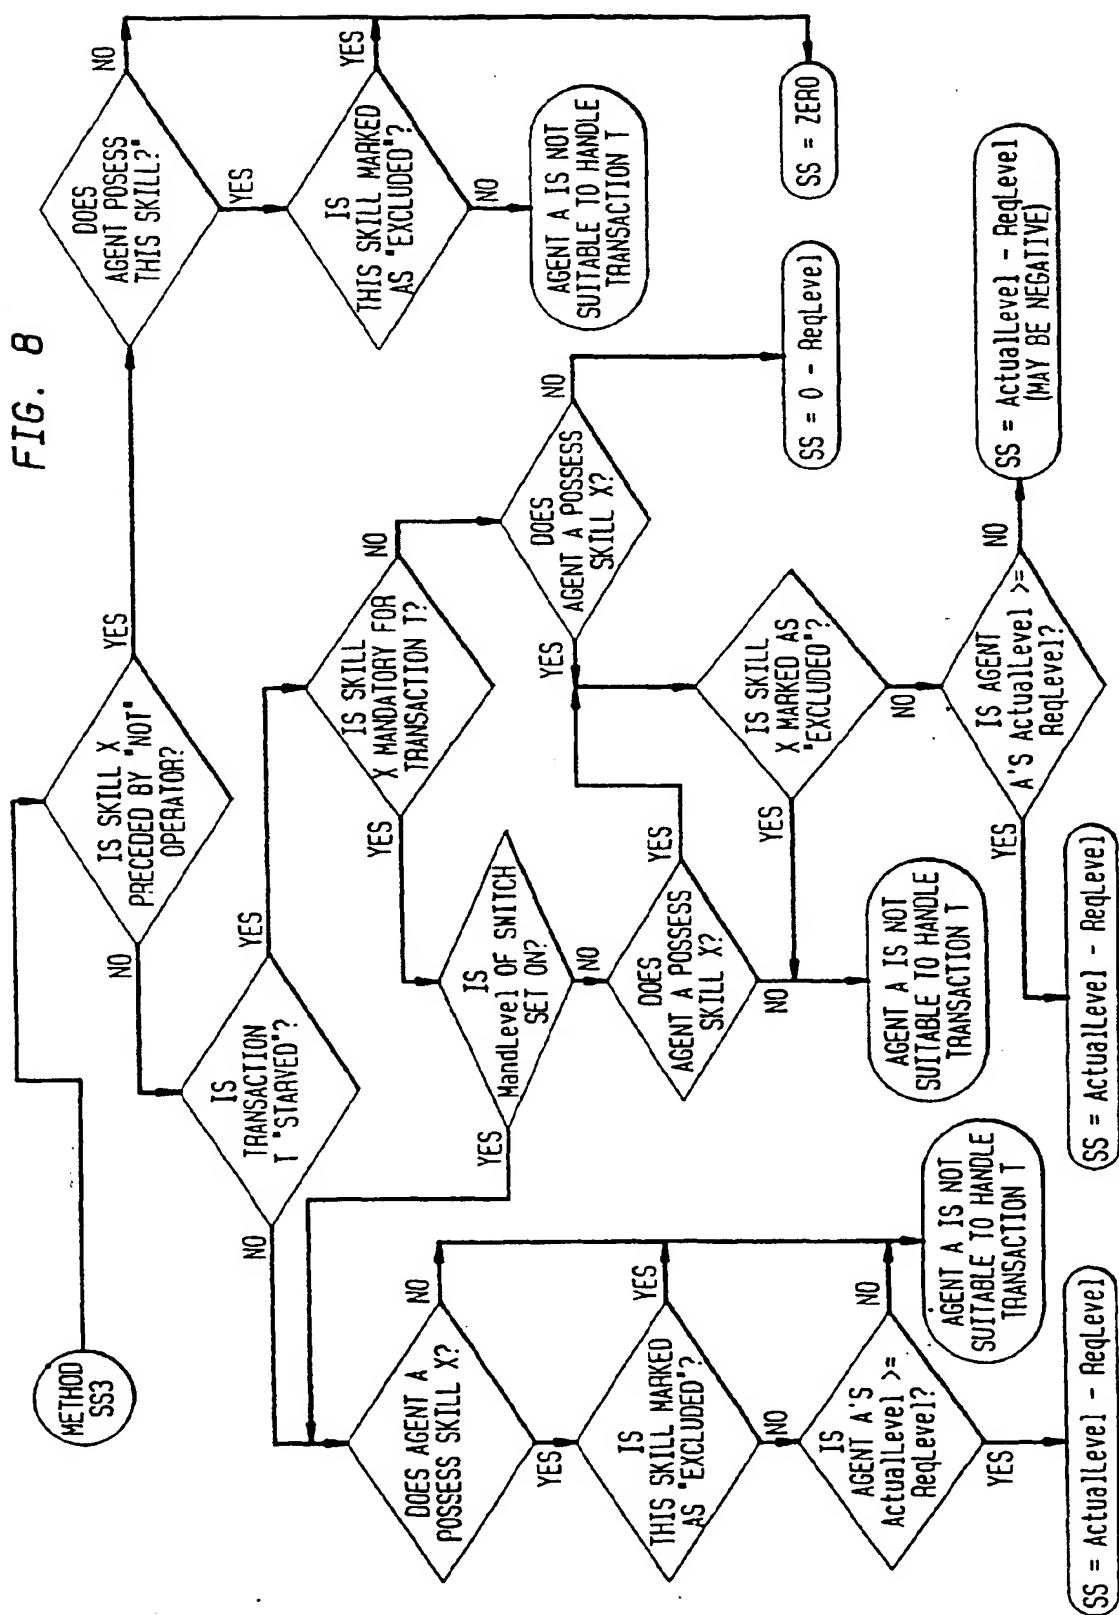 FIG. 8
METHOD
SS3
IS SKILL X
PRECEDED BY "NOT"
OPERATOR?
YES
NO
DOES
AGENT POSESS
THIS SKILL?"
NO
YES
IS
THIS SKILL MARKED
AS "EXCLUDED"?
YES
NO
AGENT A IS NOT
SUITABLE TO HANDLE
TRANSACTION T
SS = ZERO
IS
TRANSACTION
T "STARVED"?
YES
NO
IS SKILL
X MANDATORY FOR
TRANSACTION T?
NO
YES
DOES
AGENT A POSSESS
SKILL X?
NO
YES
SS = 0 - ReqLevel
IS
MandLevel OF SWITCH
SET ON?
YES
NO
DOES
AGENT A POSSESS
SKILL X?
YES
NO
IS SKILL
X MARKED AS
"EXCLUDED"?
YES
NO
AGENT A IS NOT
SUITABLE TO HANDLE
TRANSACTION T
IS AGENT
A'S ActualLevel >=
ReqLevel?
NO
YES
SS = ActualLevel - ReqLevel
(MAY BE NEGATIVE)
SS = ActualLevel - ReqLevel
DOES AGENT A
POSSESS SKILL X?
NO
YES
IS
THIS SKILL MARKED
AS "EXCLUDED"?
YES
NO
IS
AGENT A'S
ActualLevel >=
ReqLevel?
NO
YES
AGENT A IS NOT
SUITABLE TO HANDLE
TRANSACTION T
SS = ActualLevel - ReqLevel